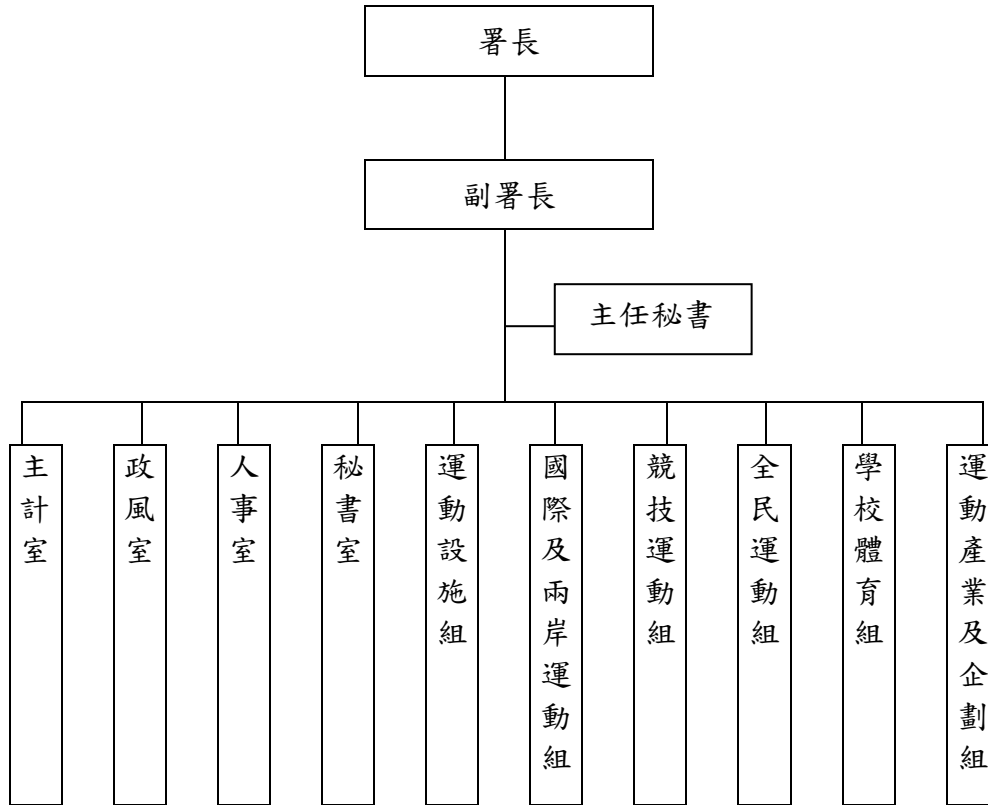 署長
副署長
主任秘書
主計室
政風室
人事室
秘書室
運動設施組
國際及兩岸運動組
競技運動組
全民運動組
學校體育組
運動產業及企劃組